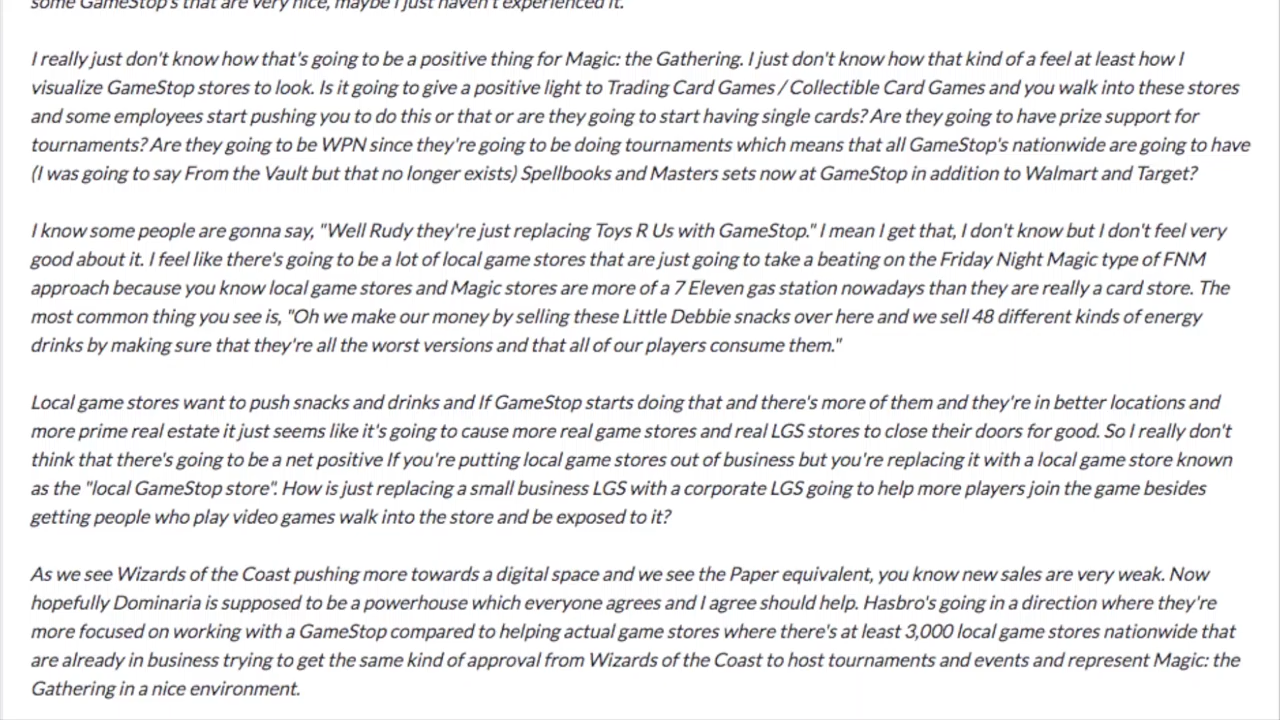 some GameStop's that are very nice, maybe I just haven't experienced it.
I really just don't know how that's going to be a positive thing for Magic: the Gathering. I just don't know how that kind of a feel at least how I
visualize GameStop stores to look. Is it going to give a positive light to Trading Card Games / Collectible Card Games and you walk into these stores
and some employees start pushing you to do this or that or are they going to start having single cards? Are they going to have prize support for
tournaments? Are they going to be WPN since they're going to be doing tournaments which means that all GameStop's nationwide are going to have
(I was going to say From the Vault but that no longer exists) Spellbooks and Masters sets now at GameStop in addition to Walmart and Target?
I know some people are gonna say, "Well Rudy they're just replacing Toys R Us with GameStop." I mean I get that, I don't know but I don't feel very
good about it. I feel like there's going to be a lot of local game stores that are just going to take a beating on the Friday Night Magic type of FNM
approach because you know local game stores and Magic stores are more of a 7 Eleven gas station nowadays than they are really a card store. The
most common thing you see is, "Oh we make our money by selling these Little Debbie snacks over here and we sell 48 different kinds of energy
drinks by making sure that they're all the worst versions and that all of our players consume them."
Local game stores want to push snacks and drinks and If GameStop starts doing that and there's more of them and they're in better locations and
more prime real estate it just seems like it's going to cause more real game stores and real LGS stores to close their doors for good. So I really don't
think that there's going to be a net positive If you're putting local game stores out of business but you're replacing it with a local game store known
as the "local GameStop store". How is just replacing a small business LGS with a corporate LGS going to help more players join the game besides
getting people who play video games walk into the store and be exposed to it?
As we see Wizards of the Coast pushing more towards a digital space and we see the Paper equivalent, you know new sales are very weak. Now
hopefully Dominaria is supposed to be a powerhouse which everyone agrees and I agree should help. Hasbro's going in a direction where they're
more focused on working with a GameStop compared to helping actual game stores where there's at least 3,000 local game stores nationwide that
are already in business trying to get the same kind of approval from Wizards of the Coast to host tournaments and events and represent Magic: the
Gathering in a nice environment.